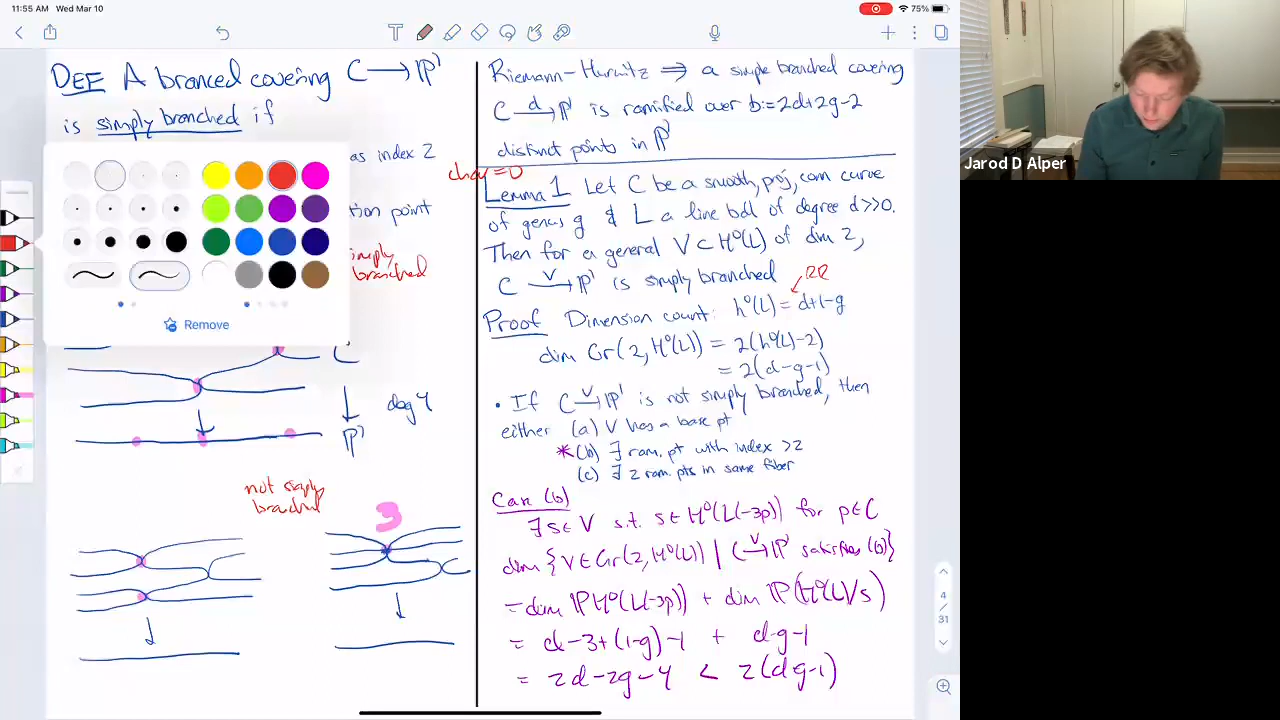 11:55 AM Wed Mar 10
75%
DEF A branced covering C → P¹
is simply branched if
as index 2
tion point
simply
branched
Remove
C
deg 4
P¹
not simply
branched
3
char = 0
Riemann-Hurwitz ⟹ a simple branched covering
C →d P¹ is ramified over b:=2d+2g-2
distinct points in P¹
Lemma 1 Let C be a smooth, proj, conn curve
of genus g & L a line bdl of degree d>>0.
Then for a general V ⊂ H⁰(L) of dim 2,
C →V P¹ is simply branched
RR
Proof Dimension count: h⁰(L) = d+1-g
dim Gr(2, H⁰(L)) = 2(h⁰(L)-2)
= 2(d-g-1)
• If C →V P¹ is not simply branched, then
either (a) V has a base pt
*(b) ∃ ram. pt with index >2
(c) ∃ 2 ram. pts in same fiber
Case (b)
∃ s∈V s.t. s∈H⁰(L(-3p)) for p∈C
dim {V∈Gr(2, H⁰(L)) | C →V P¹ satisfies (b)}
= dim PH⁰(L(-3p)) + dim P(H⁰(L)/s)
= d-3+(1-g)-1 + d-g-1
= 2d-2g-4 < 2(d-g-1)
4
/
31
Jarod D Alper